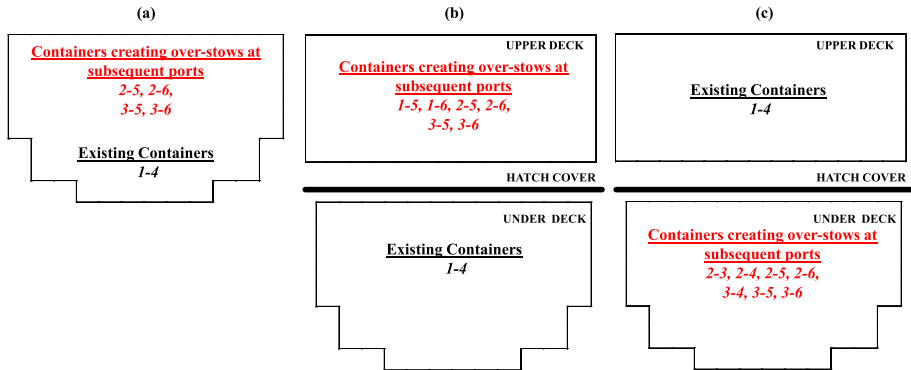 (a)
Containers creating over-stows at
subsequent ports
2-5, 2-6,
3-5, 3-6
Existing Containers
1-4
(b)
UPPER DECK
Containers creating over-stows at
subsequent ports
1-5, 1-6, 2-5, 2-6,
3-5, 3-6
HATCH COVER
UNDER DECK
Existing Containers
1-4
(c)
UPPER DECK
Existing Containers
1-4
HATCH COVER
UNDER DECK
Containers creating over-stows at
subsequent ports
2-3, 2-4, 2-5, 2-6,
3-4, 3-5, 3-6